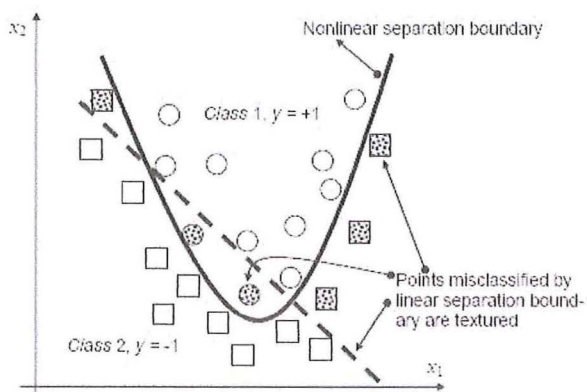 x₂
Nonlinear separation boundary
Class 1, y = +1
Points misclassified by
linear separation bound-
ary are textured
Class 2, y = -1
x₁